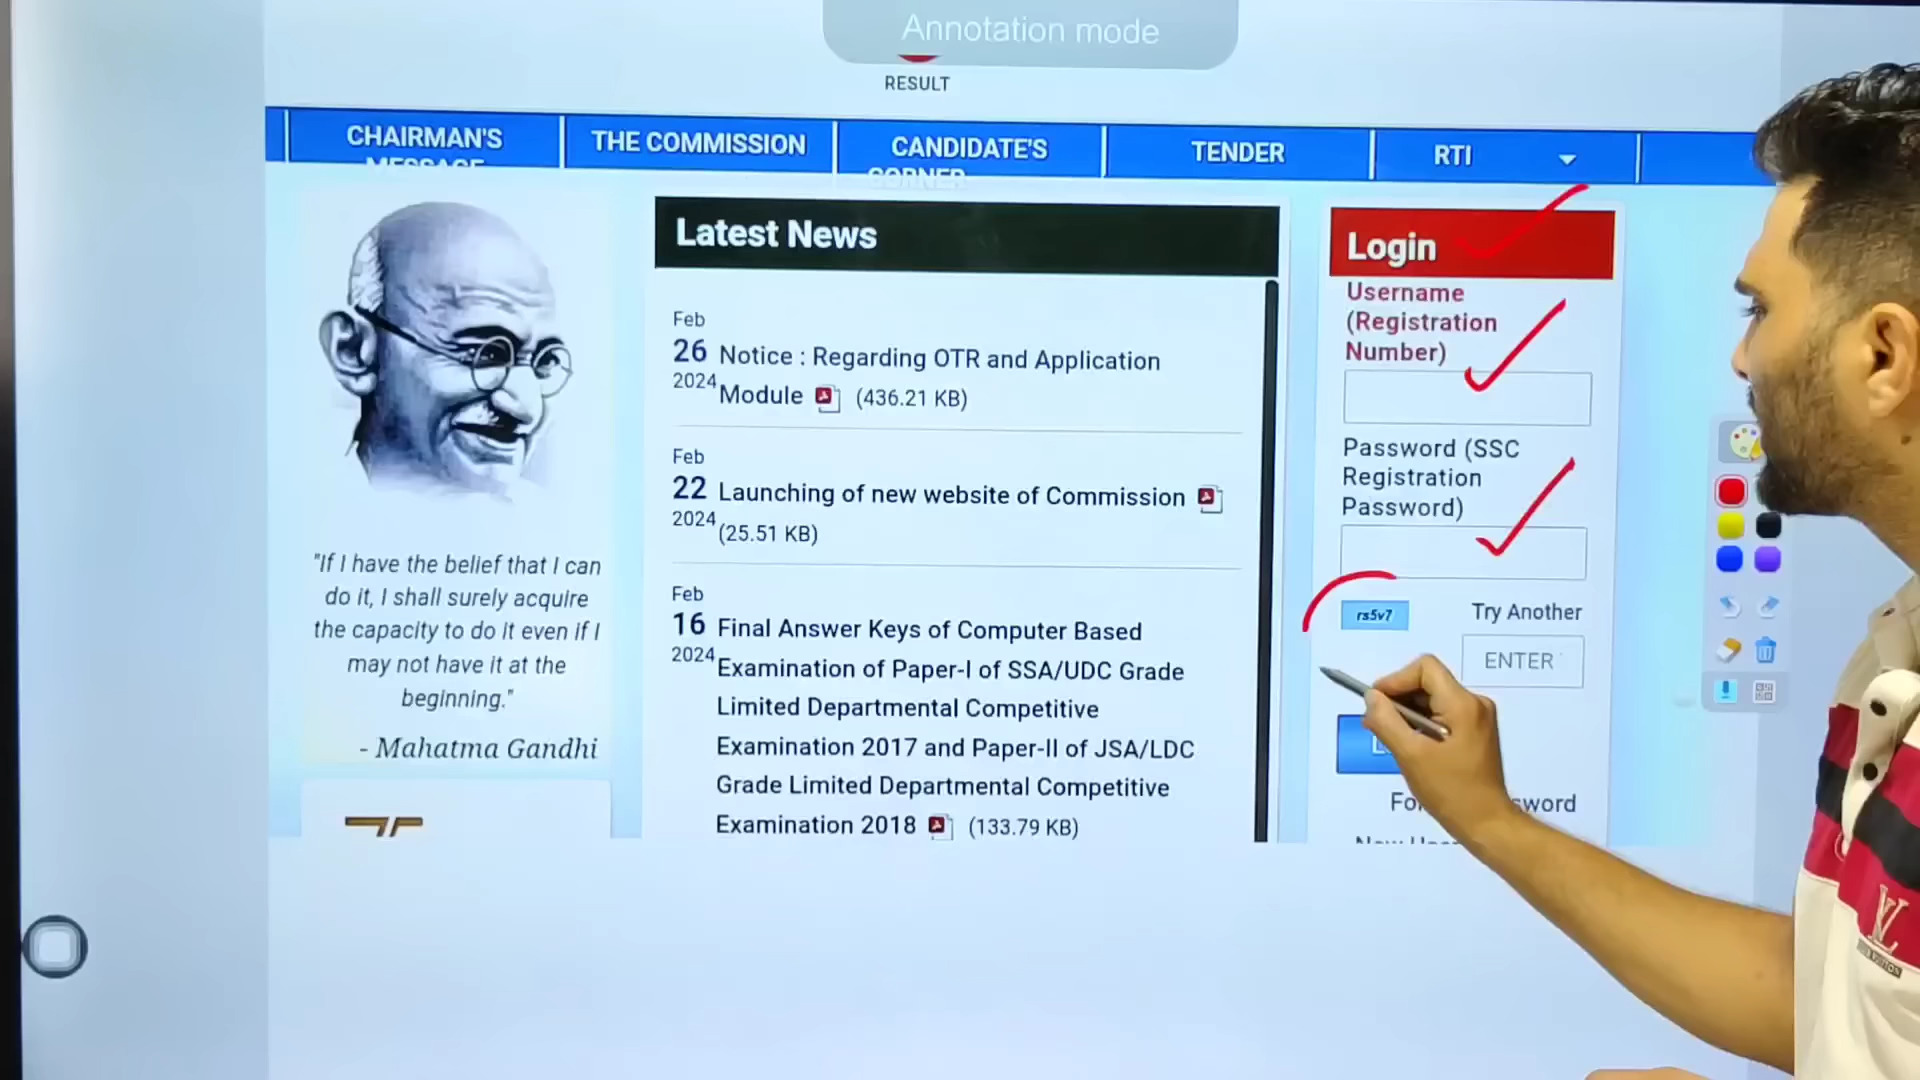 Annotation mode
RESULT
CHAIRMAN'S
MESSAGE
THE COMMISSION
CANDIDATE'S
CORNER
TENDER
RTI
"If I have the belief that I can
do it, I shall surely acquire
the capacity to do it even if I
may not have it at the
beginning."
- Mahatma Gandhi
Latest News
Feb
26 Notice : Regarding OTR and Application
2024 Module (436.21 KB)
Feb
22 Launching of new website of Commission
2024 (25.51 KB)
Feb
16 Final Answer Keys of Computer Based
2024 Examination of Paper-I of SSA/UDC Grade
Limited Departmental Competitive
Examination 2017 and Paper-II of JSA/LDC
Grade Limited Departmental Competitive
Examination 2018 (133.79 KB)
Login
Username
(Registration
Number)
Password (SSC
Registration
Password)
rs5v7
Try Another
ENTER